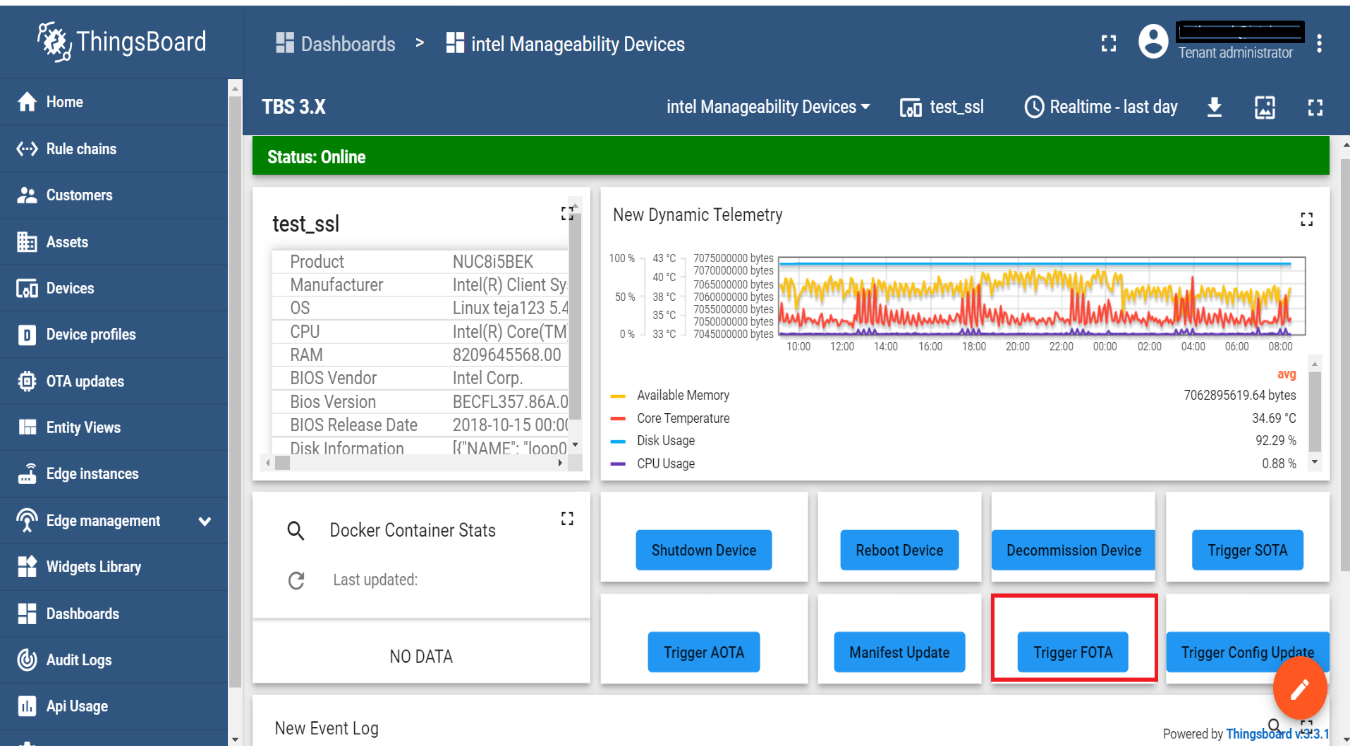 ThingsBoard
Dashboards > intel Manageability Devices
Tenant administrator
Home
Rule chains
Customers
Assets
Devices
Device profiles
OTA updates
Entity Views
Edge instances
Edge management
Widgets Library
Dashboards
Audit Logs
Api Usage
TBS 3.X
intel Manageability Devices
test_ssl
Realtime - last day
Status: Online
test_ssl
Product NUC8i5BEK
Manufacturer Intel(R) Client Sy
OS Linux teja123 5.4
CPU Intel(R) Core(TM
RAM 8209645568.00
BIOS Vendor Intel Corp.
Bios Version BECFL357.86A.0
BIOS Release Date 2018-10-15 00:00
Disk Information [{"NAME": "loop0
New Dynamic Telemetry
100 % 43 °C 7075000000 bytes
7070000000 bytes
40 °C 7065000000 bytes
50 % 38 °C 7060000000 bytes
7055000000 bytes
35 °C 7050000000 bytes
0 % 33 °C 7045000000 bytes
10:00 12:00 14:00 16:00 18:00 20:00 22:00 00:00 02:00 04:00 06:00 08:00
avg
Available Memory 7062895619.64 bytes
Core Temperature 34.69 °C
Disk Usage 92.29 %
CPU Usage 0.88 %
Docker Container Stats
Last updated:
NO DATA
Shutdown Device
Reboot Device
Decommission Device
Trigger SOTA
Trigger AOTA
Manifest Update
Trigger FOTA
Trigger Config Update
New Event Log
Powered by Thingsboard v.3.3.1